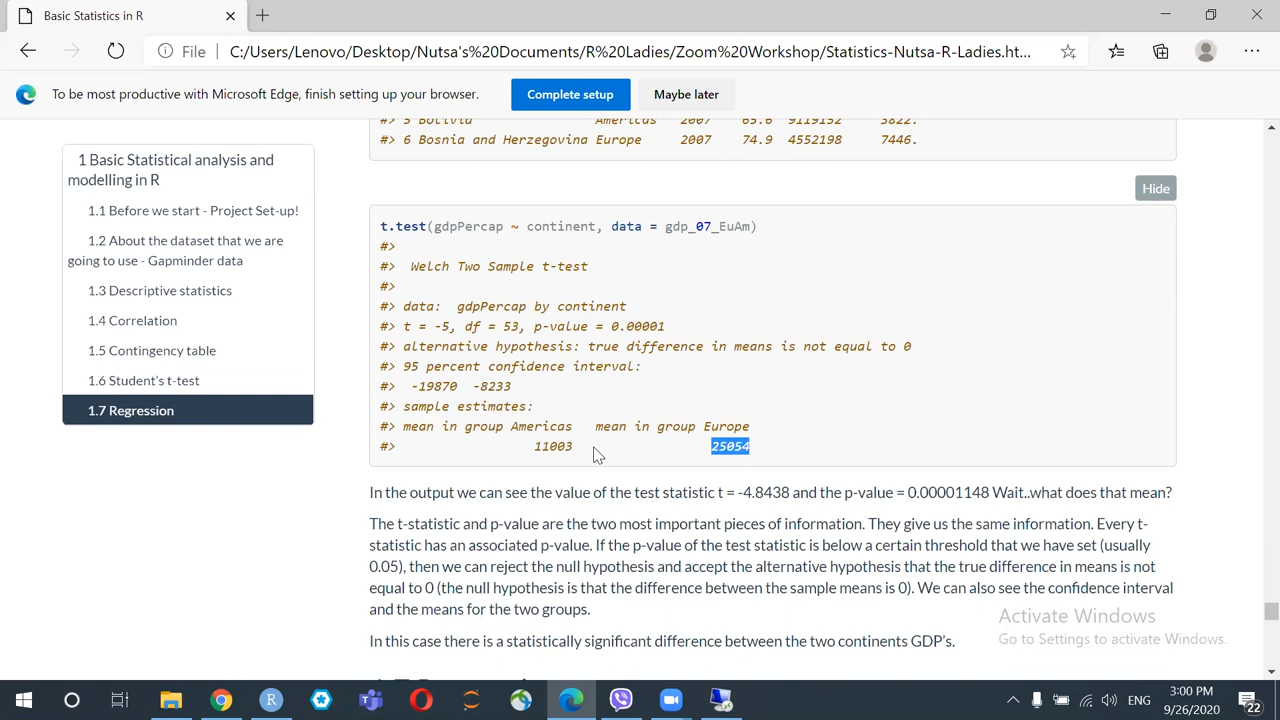 Basic Statistics in R
File
C:/Users/Lenovo/Desktop/Nutsa's%20Documents/R%20Ladies/Zoom%20Workshop/Statistics-Nutsa-R-Ladies.ht...
To be most productive with Microsoft Edge, finish setting up your browser.
Complete setup
Maybe later
1 Basic Statistical analysis and
modelling in R
1.1 Before we start - Project Set-up!
1.2 About the dataset that we are
going to use - Gapminder data
1.3 Descriptive statistics
1.4 Correlation
1.5 Contingency table
1.6 Student's t-test
1.7 Regression
#> 5 Bolivia Americas 2007 65.6 9119152 3822.
#> 6 Bosnia and Herzegovina Europe 2007 74.9 4552198 7446.
Hide
t.test(gdpPercap ~ continent, data = gdp_07_EuAm)
#>
#> Welch Two Sample t-test
#>
#> data: gdpPercap by continent
#> t = -5, df = 53, p-value = 0.00001
#> alternative hypothesis: true difference in means is not equal to 0
#> 95 percent confidence interval:
#> -19870 -8233
#> sample estimates:
#> mean in group Americas mean in group Europe
#> 11003 25054
In the output we can see the value of the test statistic t = -4.8438 and the p-value = 0.00001148 Wait..what does that mean?
The t-statistic and p-value are the two most important pieces of information. They give us the same information. Every t-
statistic has an associated p-value. If the p-value of the test statistic is below a certain threshold that we have set (usually
0.05), then we can reject the null hypothesis and accept the alternative hypothesis that the true difference in means is not
equal to 0 (the null hypothesis is that the difference between the sample means is 0). We can also see the confidence interval
and the means for the two groups.
In this case there is a statistically significant difference between the two continents GDP's.
Activate Windows
Go to Settings to activate Windows.
ENG
3:00 PM
9/26/2020
22